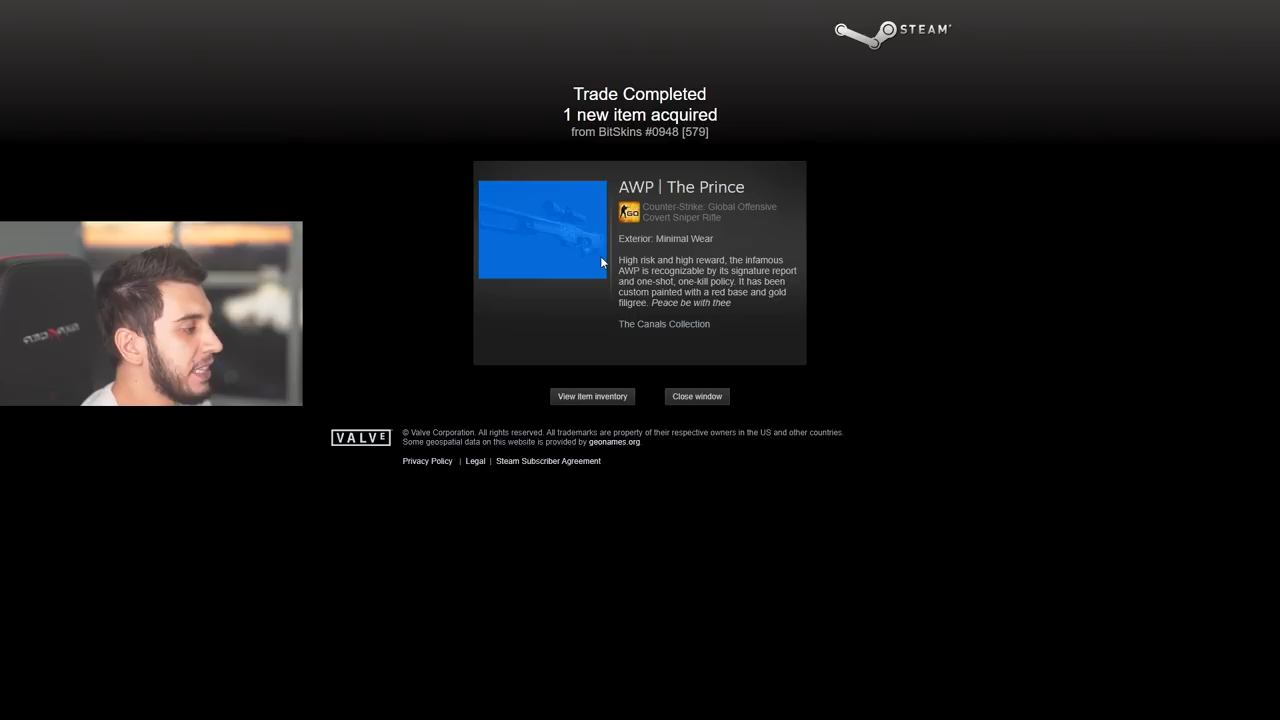 STEAM
Trade Completed
1 new item acquired
from BitSkins #0948 [579]
AWP | The Prince
Counter-Strike: Global Offensive
Covert Sniper Rifle
Exterior: Minimal Wear
High risk and high reward, the infamous
AWP is recognizable by its signature report
and one-shot, one-kill policy. It has been
custom painted with a red base and gold
filigree. Peace be with thee
The Canals Collection
View item inventory
Close window
VALVE
© Valve Corporation. All rights reserved. All trademarks are property of their respective owners in the US and other countries.
Some geospatial data on this website is provided by geonames.org
Privacy Policy | Legal | Steam Subscriber Agreement